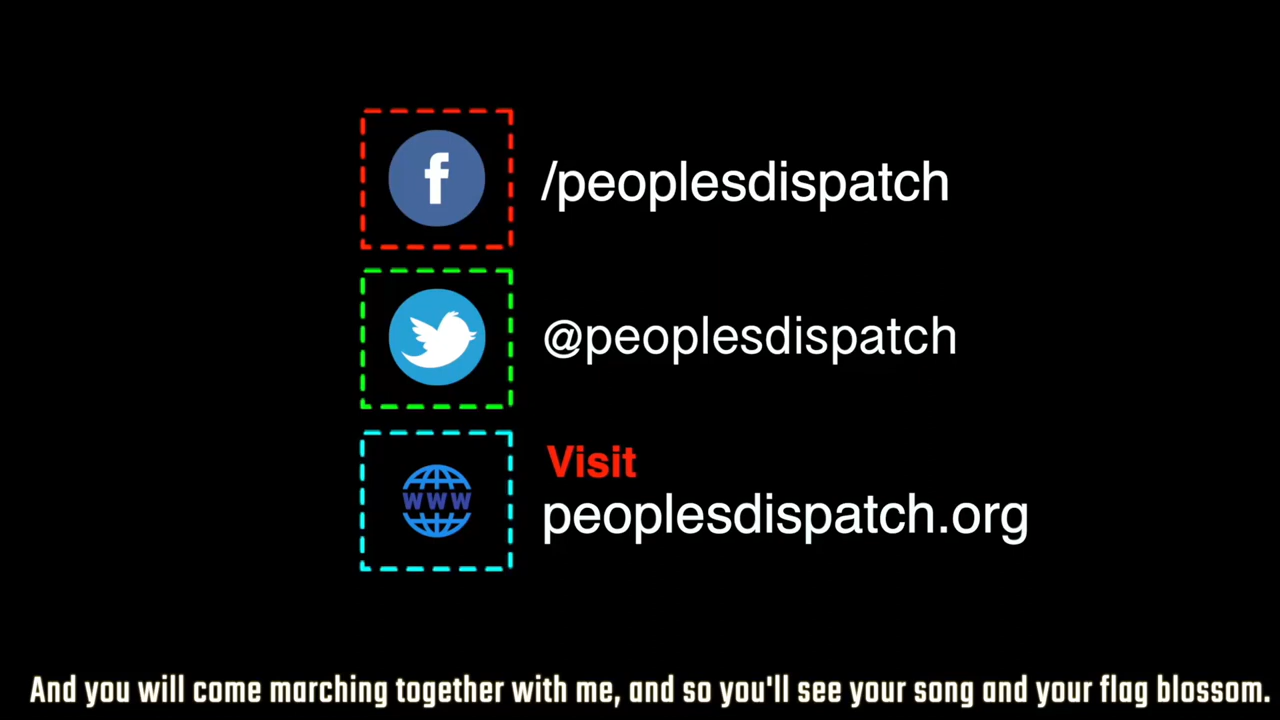 f
/peoplesdispatch
@peoplesdispatch
Visit
WWW
peoplesdispatch.org
And you will come marching together with me, and so you'll see your song and your flag blossom.